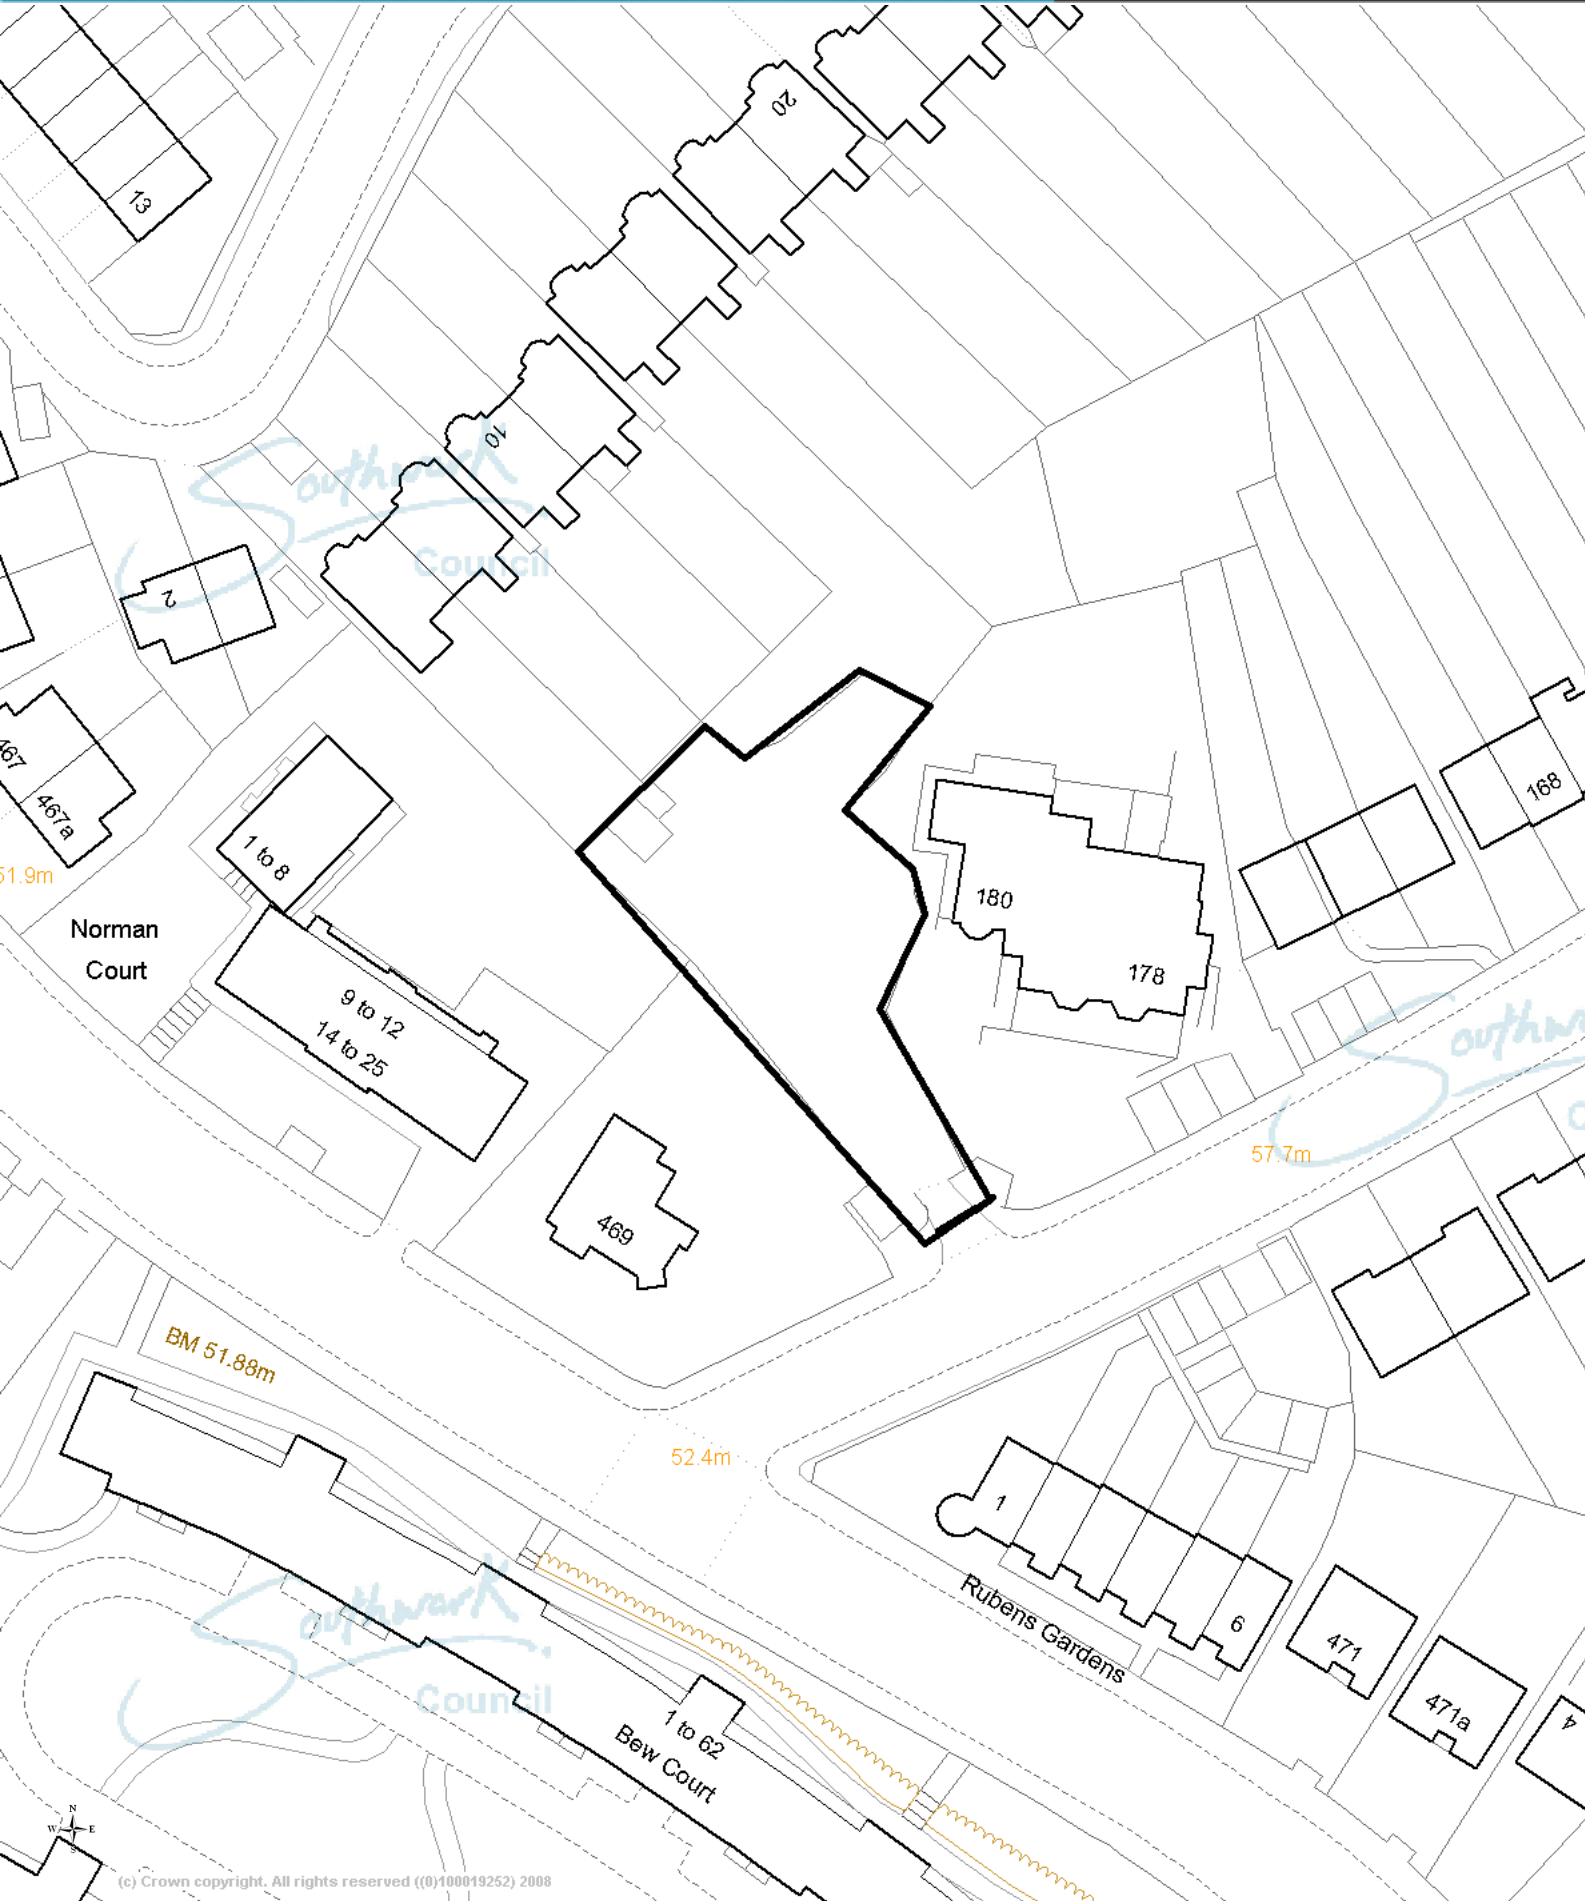 20
13
10
Southwark
Council
2
467
467a
168
1 to 8
51.9m
180
Norman
Court
178
9 to 12
14 to 25
Southwark
57.7m
469
BM 51.88m
52.4m
1
Rubens Gardens
6
471
471a
4
Southwark
Council
1 to 62
Bew Court
N
W E
S
(c) Crown copyright. All rights reserved ((0)100019252) 2008